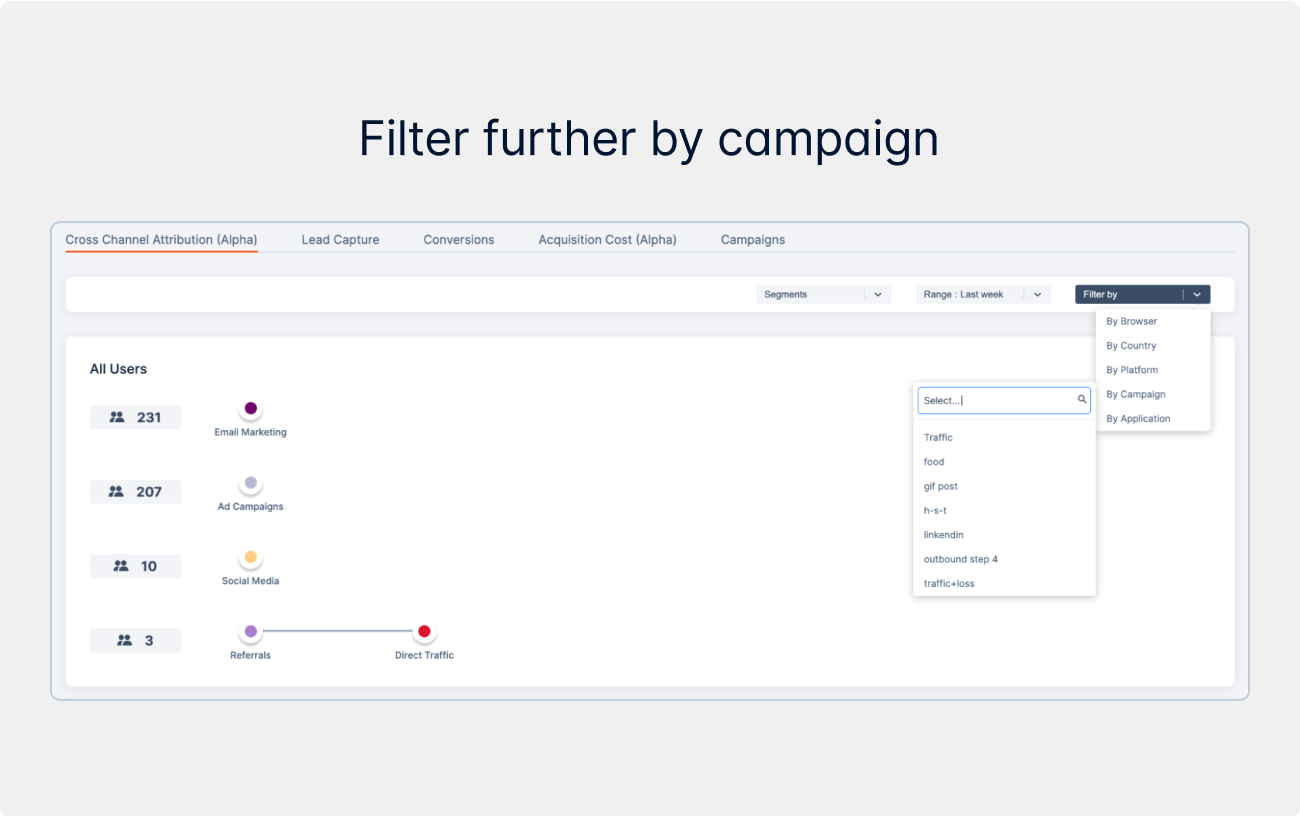 Filter further by campaign
Cross Channel Attribution (Alpha) Lead Capture Conversions Acquisition Cost (Alpha) Campaigns
Segments Range : Last week Filter by
By Browser
By Country
By Platform
By Campaign
By Application
Select...
Traffic
food
gif post
h-s-t
linkendin
outbound step 4
traffic+loss
All Users
231
Email Marketing
207
Ad Campaigns
10
Social Media
3
Referrals Direct Traffic